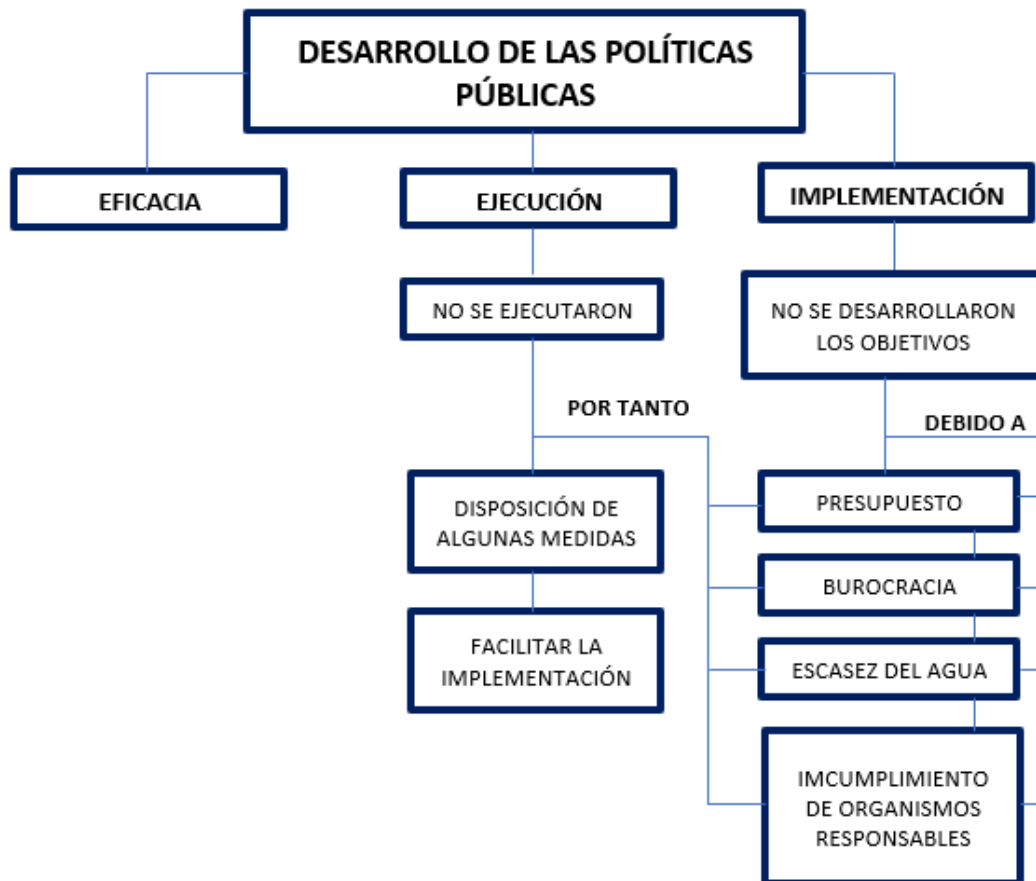 DESARROLLO DE LAS POLÍTICAS
PÚBLICAS
EFICACIA
EJECUCIÓN
IMPLEMENTACIÓN
NO SE EJECUTARON
NO SE DESARROLLARON
LOS OBJETIVOS
POR TANTO
DEBIDO A
DISPOSICIÓN DE
ALGUNAS MEDIDAS
PRESUPUESTO
BUROCRACIA
FACILITAR LA
IMPLEMENTACIÓN
ESCASEZ DEL AGUA
IMCUMPLIMIENTO
DE ORGANISMOS
RESPONSABLES